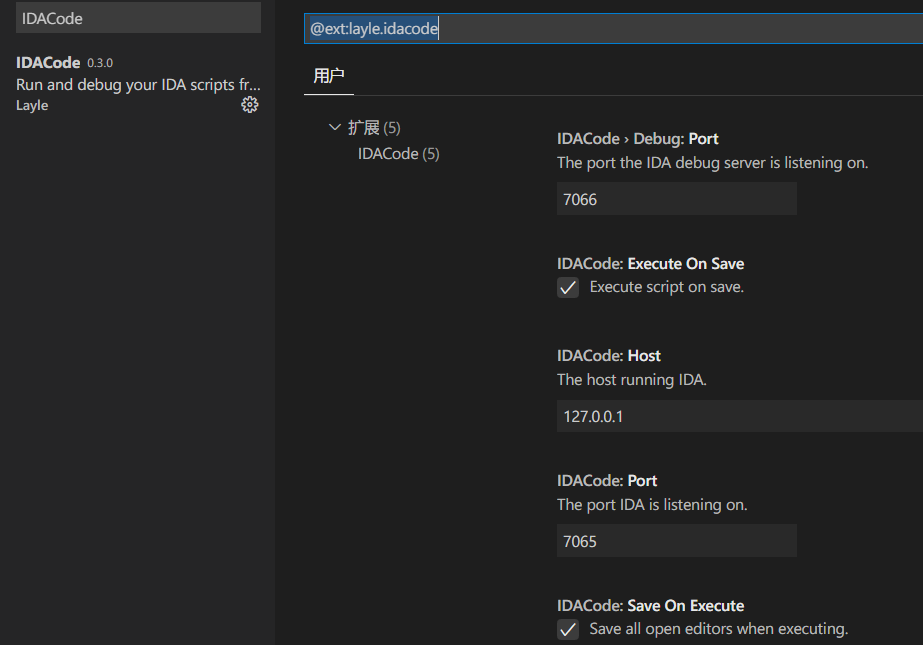 IDACode
IDACode 0.3.0
Run and debug your IDA scripts fr...
Layle
@ext:layle.idacode
用户
扩展 (5)
IDACode (5)
IDACode › Debug: Port
The port the IDA debug server is listening on.
7066
IDACode: Execute On Save
Execute script on save.
IDACode: Host
The host running IDA.
127.0.0.1
IDACode: Port
The port IDA is listening on.
7065
IDACode: Save On Execute
Save all open editors when executing.